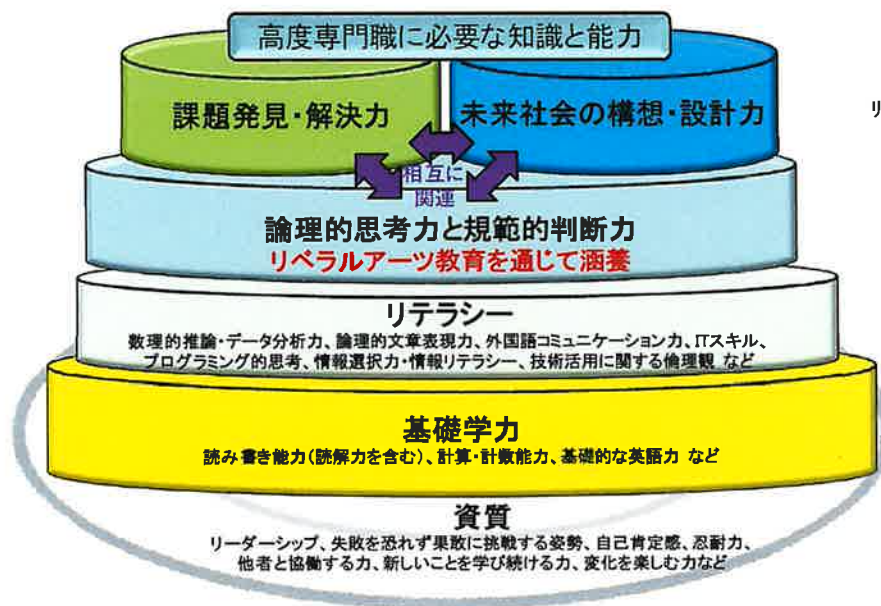 高度専門職に必要な知識と能力
課題発見・解決力
未来社会の構想・設計力
リ
相互に
関連
論理的思考力と規範的判断力
リベラルアーツ教育を通じて涵養
リテラシー
数理的推論・データ分析力、論理的文章表現力、外国語コミュニケーション力、ITスキル、
プログラミング的思考、情報選択力・情報リテラシー、技術活用に関する倫理観 など
基礎学力
読み書き能力(読解力を含む)、計算・計数能力、基礎的な英語力 など
資質
リーダーシップ、失敗を恐れず果敢に挑戦する姿勢、自己肯定感、忍耐力、
他者と協働する力、新しいことを学び続ける力、変化を楽しむ力など